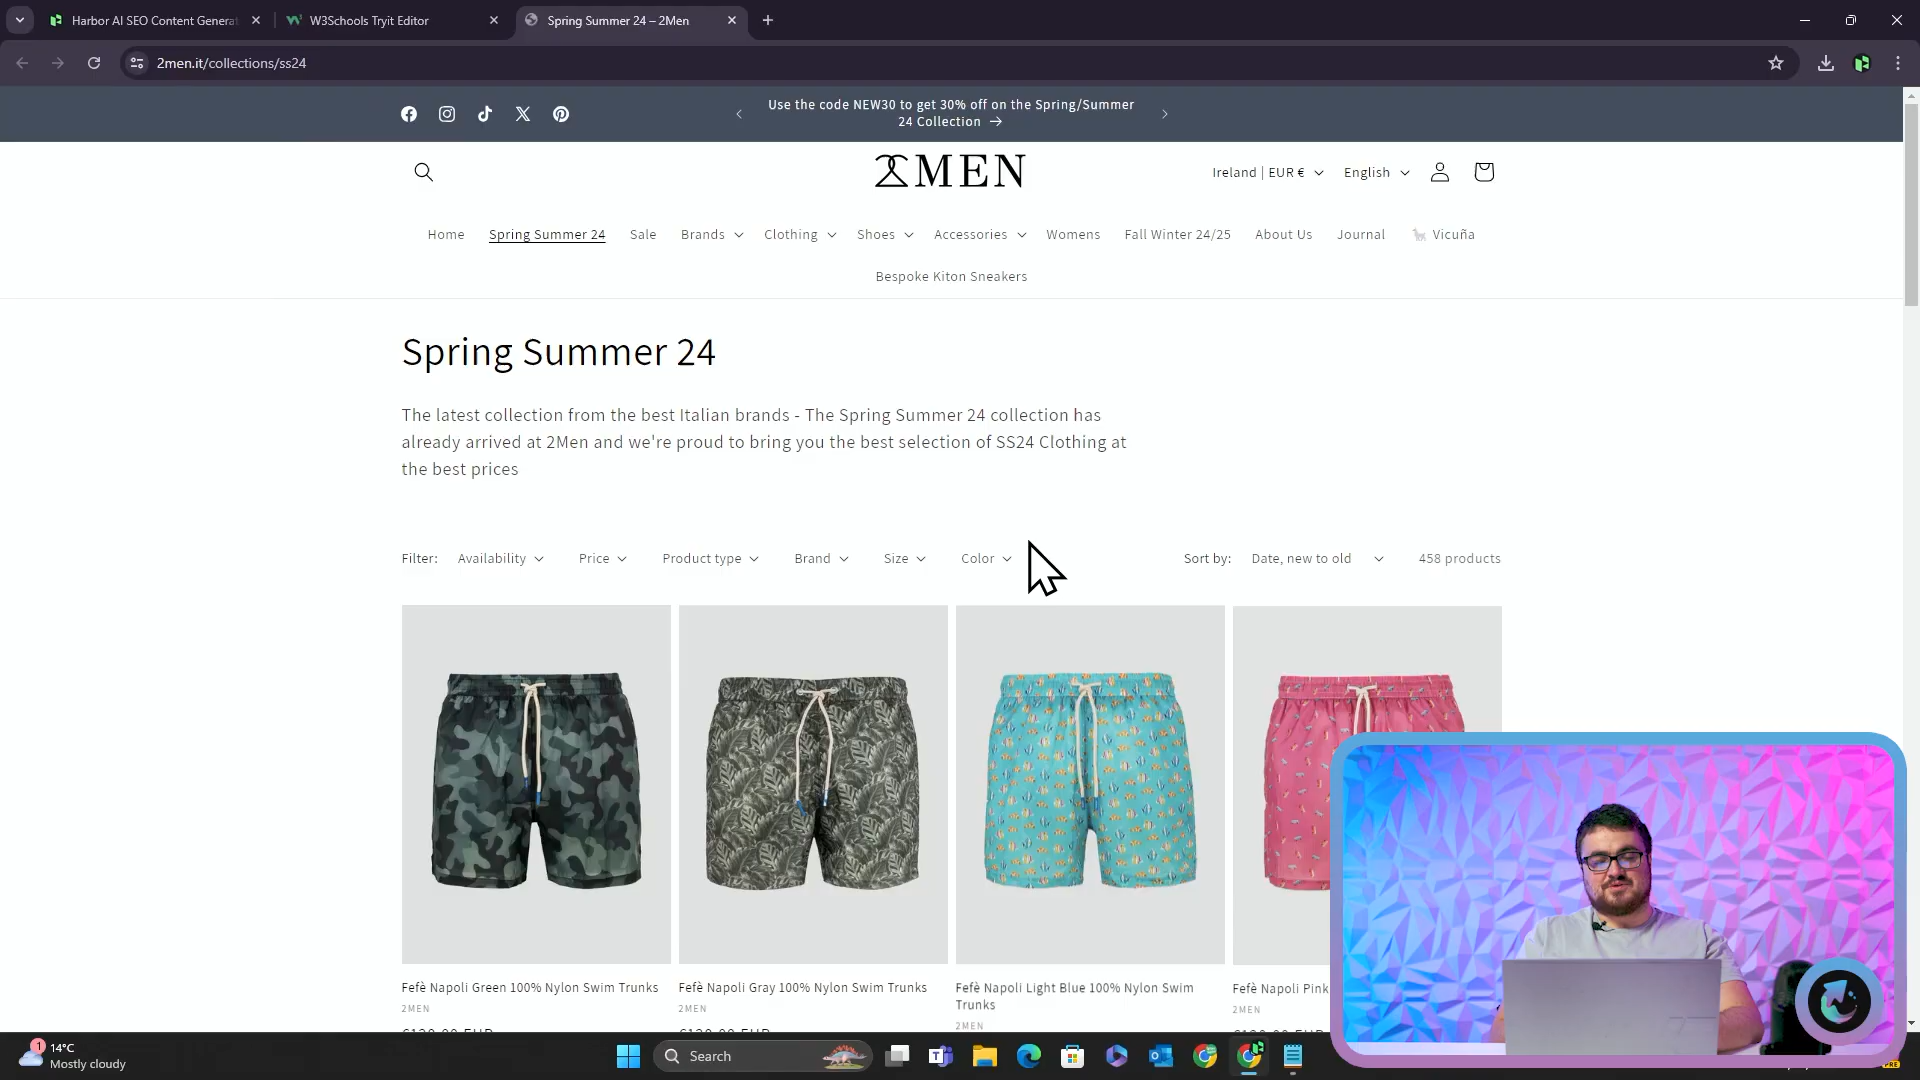 Harbor AI SEO Content Genera
W3Schools Tryit Editor
Spring Summer 24 – 2Men
2men.it/collections/ss24
Use the code NEW30 to get 30% off on the Spring/Summer
24 Collection →
2MEN
Ireland | EUR €
English
Home
Spring Summer 24
Sale
Brands
Clothing
Shoes
Accessories
Womens
Fall Winter 24/25
About Us
Journal
🦙 Vicuña
Bespoke Kiton Sneakers
Spring Summer 24
The latest collection from the best Italian brands - The Spring Summer 24 collection has
already arrived at 2Men and we're proud to bring you the best selection of SS24 Clothing at
the best prices
Filter:
Availability
Price
Product type
Brand
Size
Color
Sort by:
Date, new to old
458 products
Fefè Napoli Green 100% Nylon Swim Trunks
2MEN
Fefè Napoli Gray 100% Nylon Swim Trunks
2MEN
Fefè Napoli Light Blue 100% Nylon Swim
Trunks
2MEN
Fefè Napoli Pink
2MEN
1
14°C
Mostly cloudy
Search